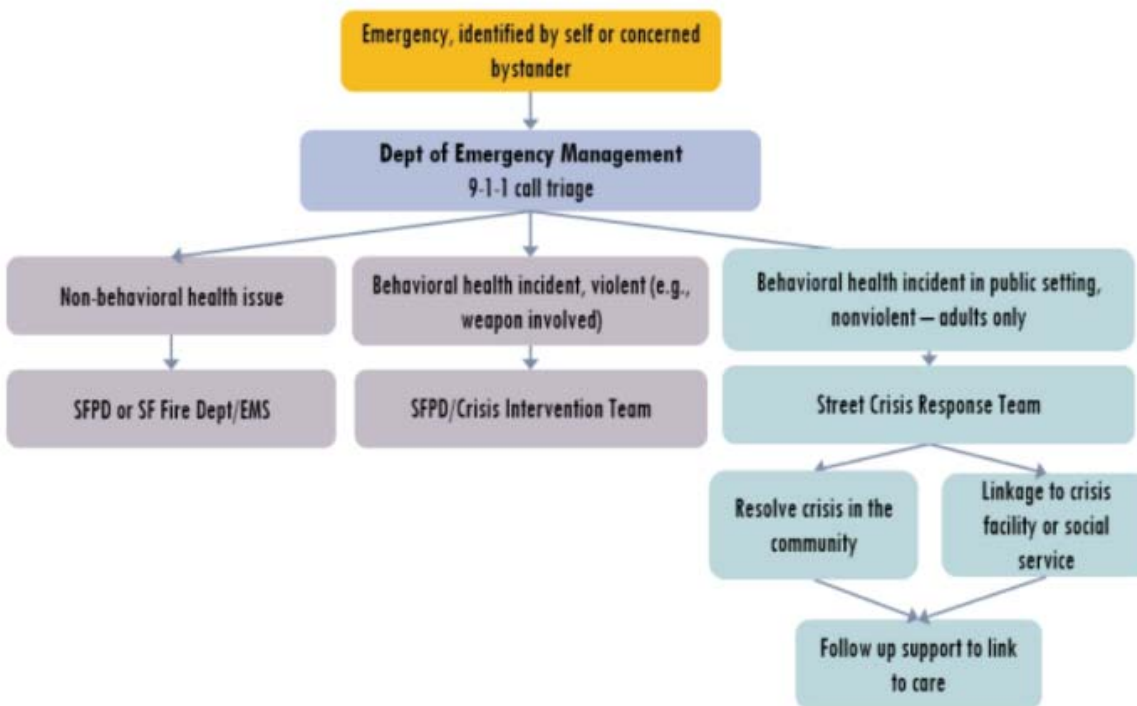 Emergency, identified by self or concerned
bystander
Dept of Emergency Management
9-1-1 call triage
Non-behavioral health issue
Behavioral health incident, violent (e.g.,
weapon involved)
Behavioral health incident in public setting,
nonviolent – adults only
SFPD or SF Fire Dept/EMS
SFPD/Crisis Intervention Team
Street Crisis Response Team
Resolve crisis in the
community
Linkage to crisis
facility or social
service
Follow up support to link
to care